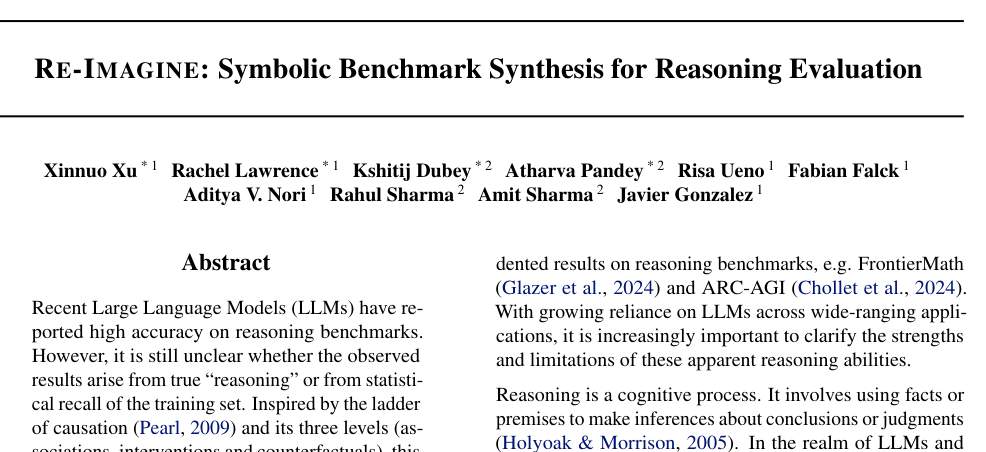 RE-IMAGINE: Symbolic Benchmark Synthesis for Reasoning Evaluation
Xinnuo Xu * 1 Rachel Lawrence * 1 Kshitij Dubey * 2 Atharva Pandey * 2 Risa Ueno 1 Fabian Falck 1
Aditya V. Nori 1 Rahul Sharma 2 Amit Sharma 2 Javier Gonzalez 1
Abstract
Recent Large Language Models (LLMs) have re-
ported high accuracy on reasoning benchmarks.
However, it is still unclear whether the observed
results arise from true “reasoning” or from statisti-
cal recall of the training set. Inspired by the ladder
of causation (Pearl, 2009) and its three levels (as-
sociations, interventions and counterfactuals), this
dented results on reasoning benchmarks, e.g. FrontierMath
(Glazer et al., 2024) and ARC-AGI (Chollet et al., 2024).
With growing reliance on LLMs across wide-ranging appli-
cations, it is increasingly important to clarify the strengths
and limitations of these apparent reasoning abilities.
Reasoning is a cognitive process. It involves using facts or
premises to make inferences about conclusions or judgments
(Holyoak & Morrison, 2005). In the realm of LLMs and